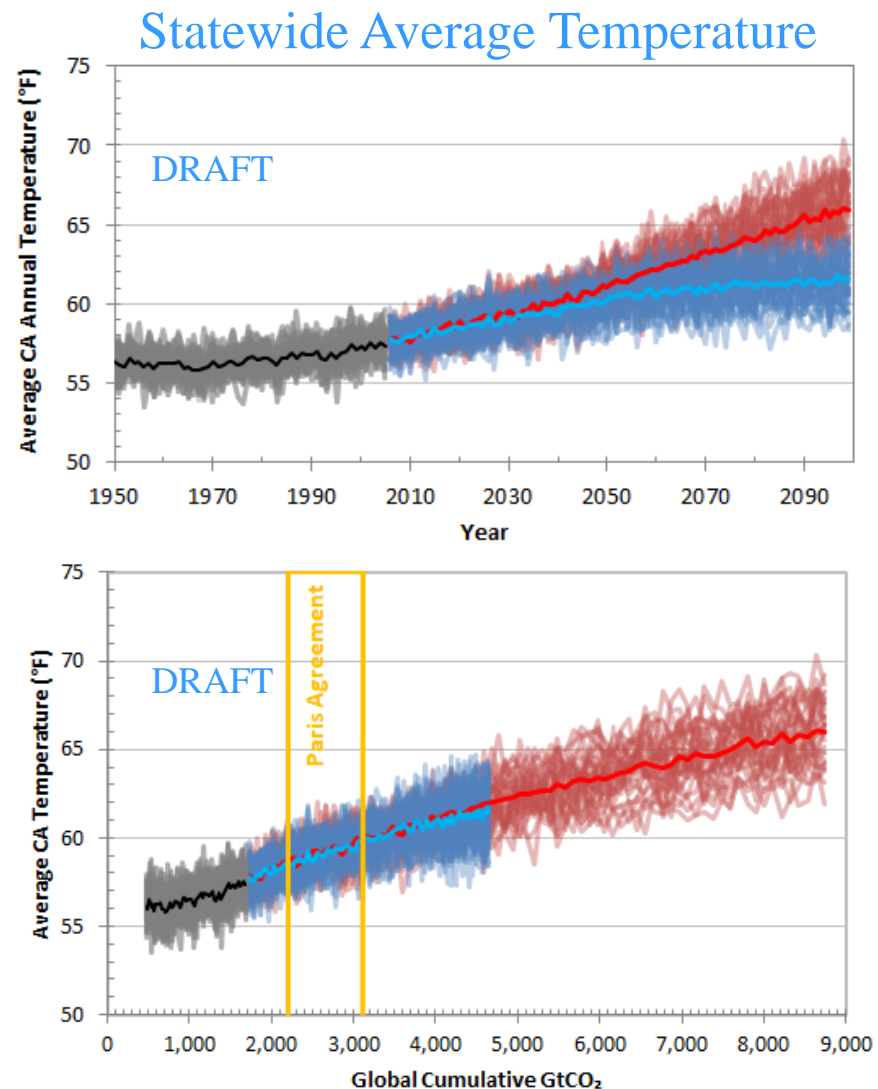 Statewide Average Temperature
Average CA Annual Temperature (°F)
75
70
65
60
55
50
DRAFT
1950 1970 1990 2010 2030 2050 2070 2090
Year
Average CA Temperature (°F)
75
70
65
60
55
50
DRAFT
Paris Agreement
0 1,000 2,000 3,000 4,000 5,000 6,000 7,000 8,000 9,000
Global Cumulative GtCO₂